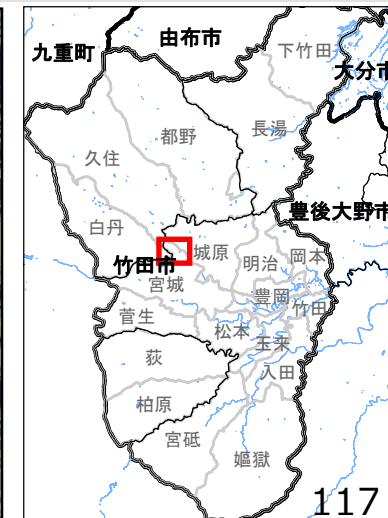 由布市
九重町
下竹田
大分市
都野
長湯
久住
白丹
豊後大野市
城原
岡本
竹田市
明治
宮城
豊岡
竹田
菅生
松本
玉来
荻
入田
柏原
宮砥
嫗獄
117